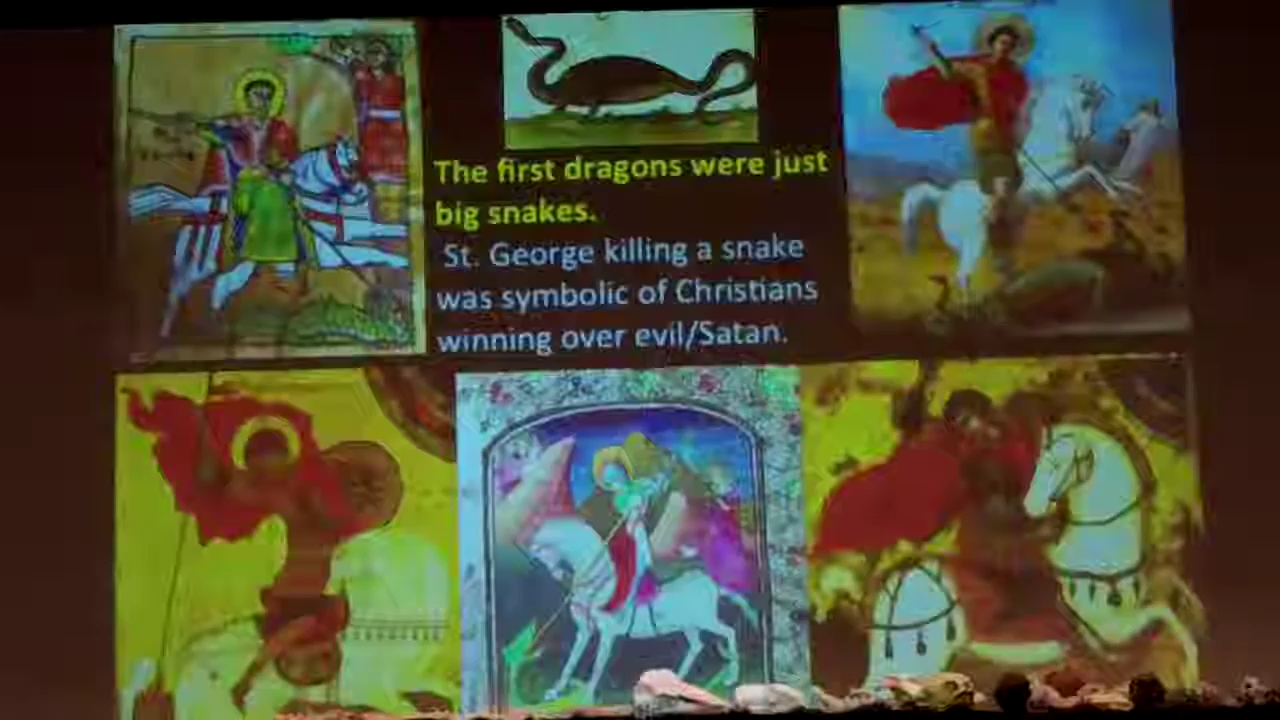 The first dragons were just
big snakes.
St. George killing a snake
was symbolic of Christians
winning over evil/Satan.